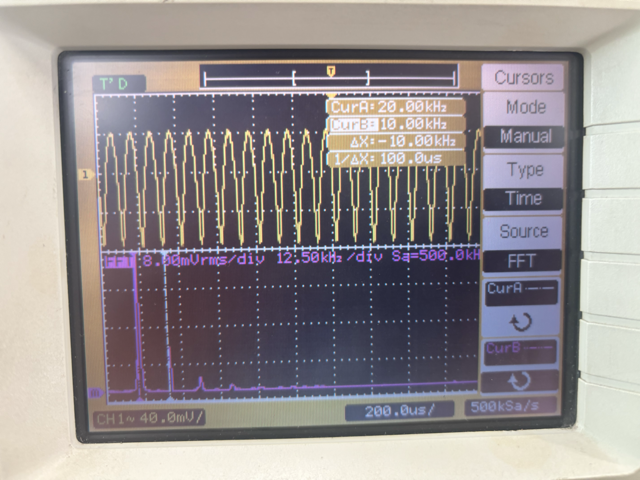 T'D
T
Cursors
CurA: 20.00kHz
CurB: 10.00kHz
ΔX: -10.00kHz
1/ΔX: 100.0us
Mode
Manual
Type
Time
1
Source
FFT
FFT 8.00mVrms/div 12.50kHz/div Sa=500.0kH
CurA
CurB
CH1~ 40.0mV/
200.0us/
500kSa/s